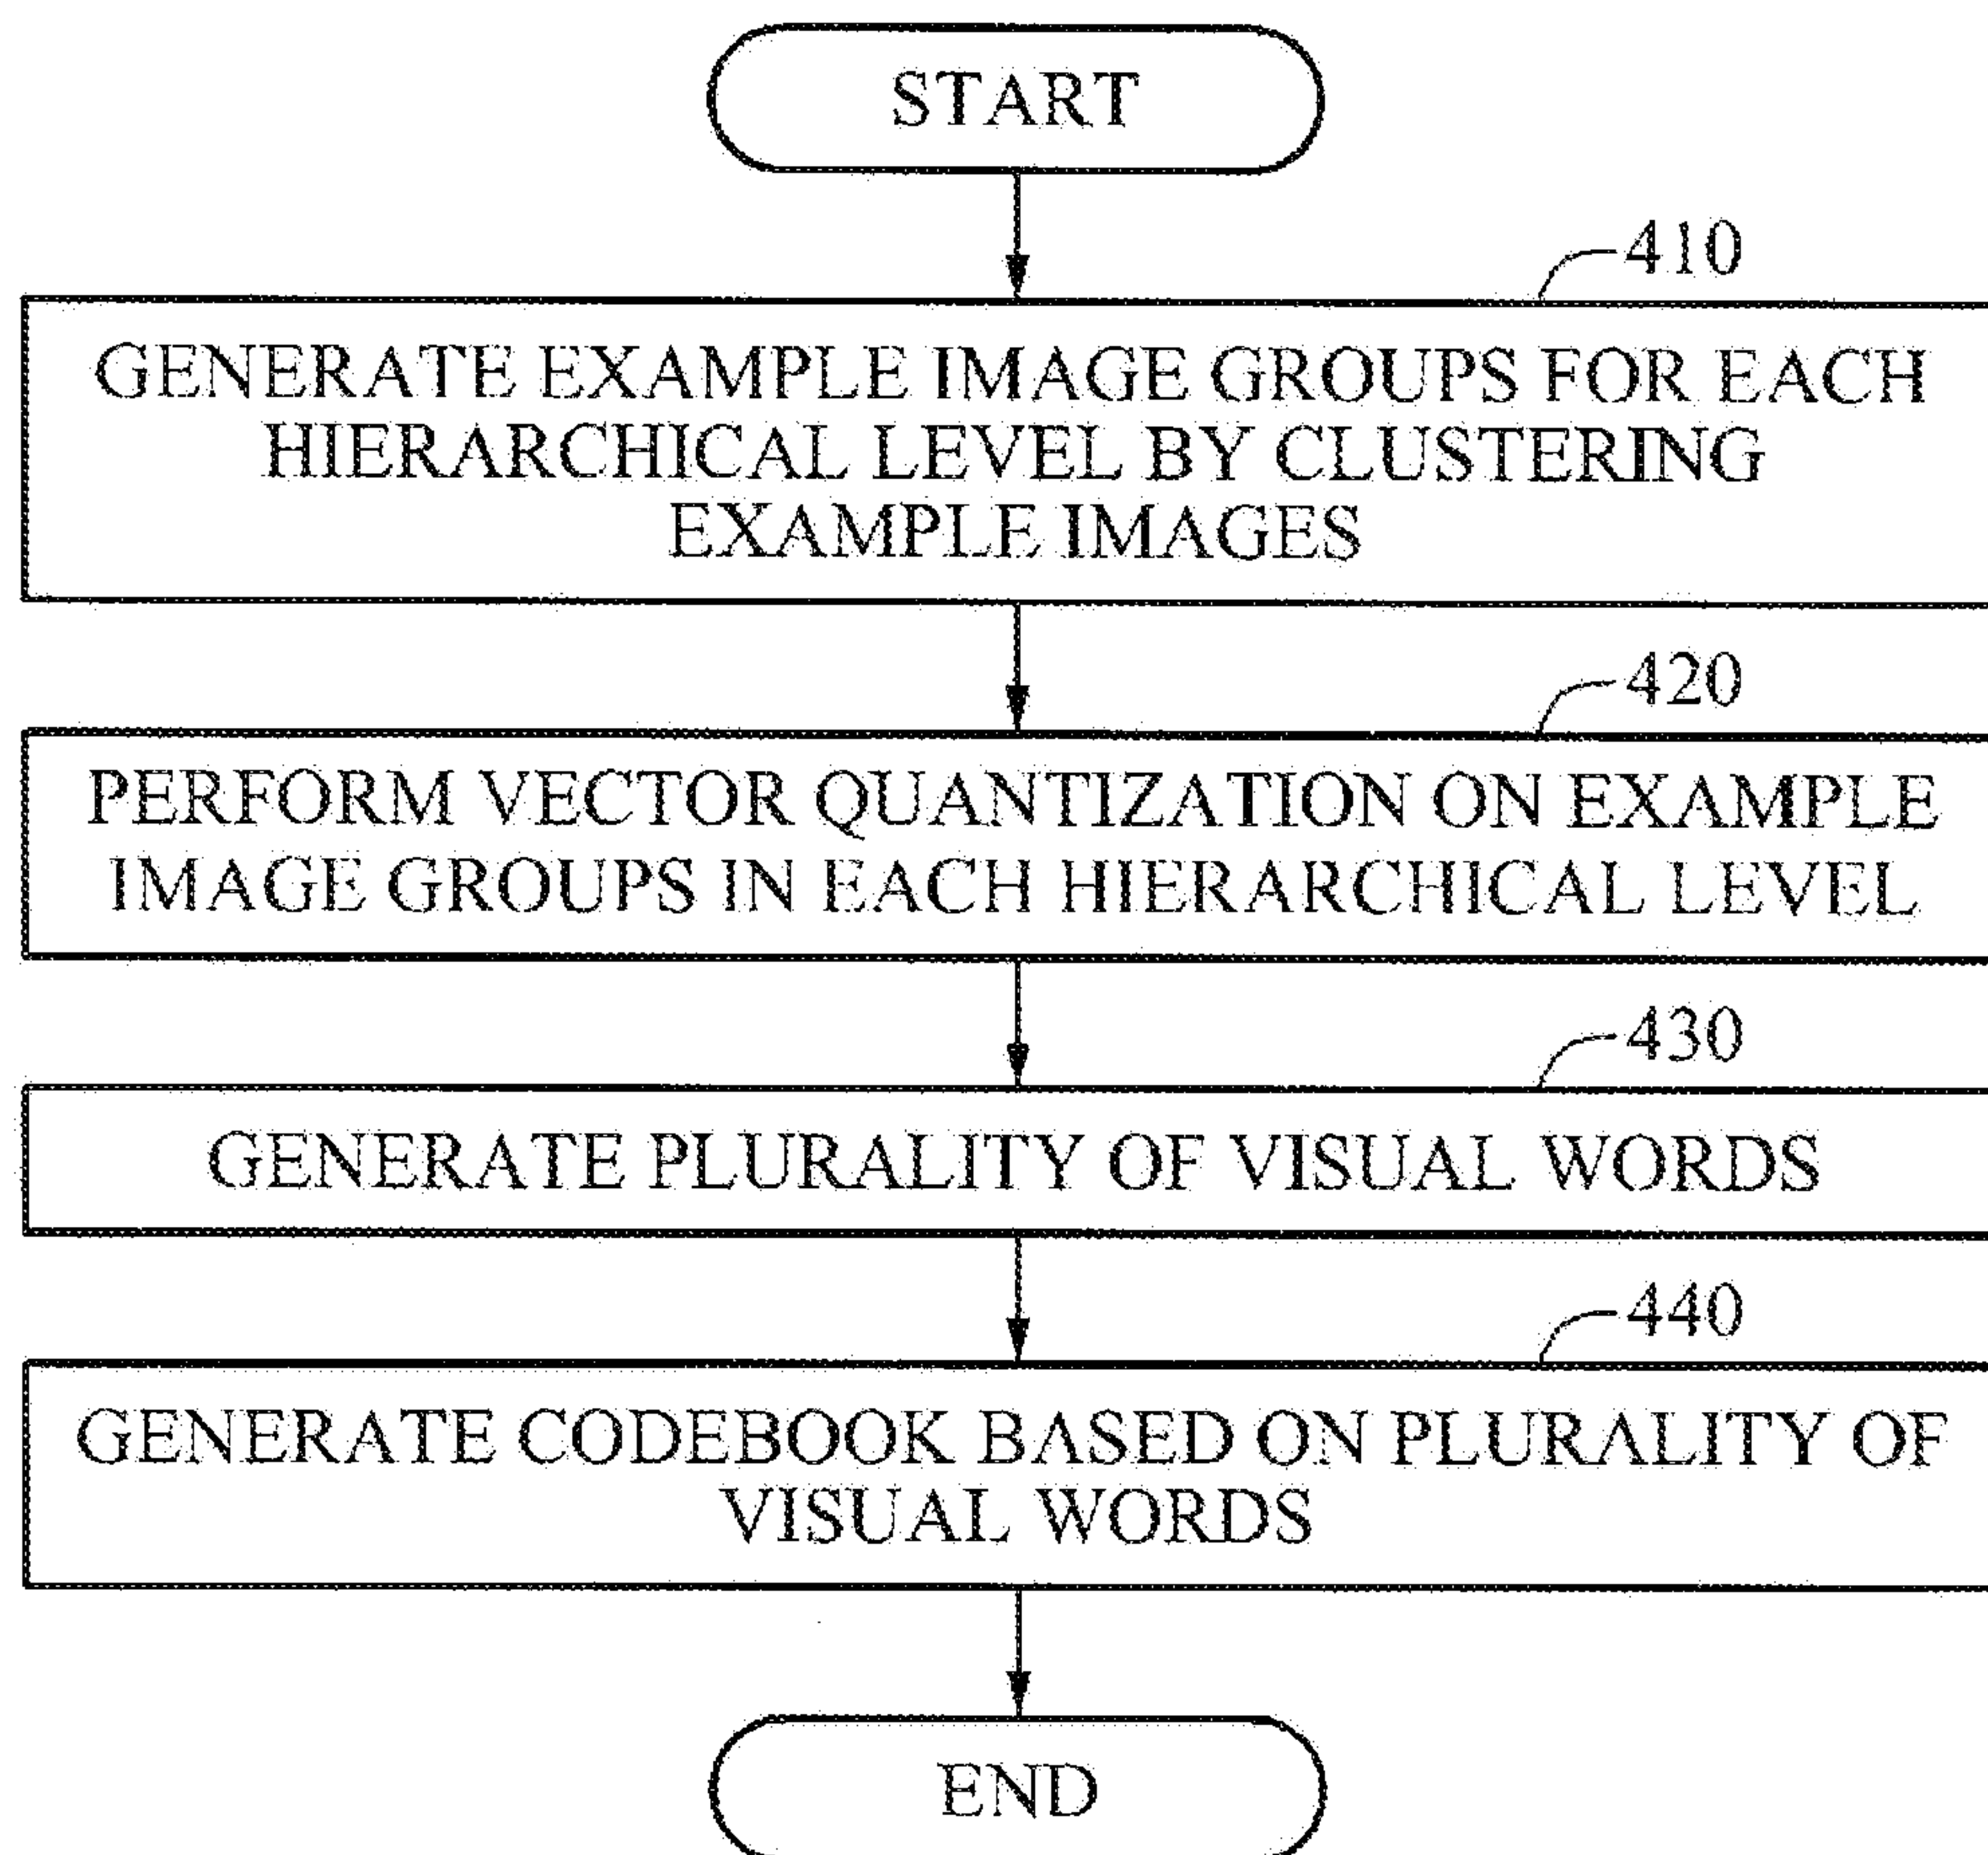 START
410
GENERATE EXAMPLE IMAGE GROUPS FOR EACH
HIERARCHICAL LEVEL BY CLUSTERING
EXAMPLE IMAGES
420
PERFORM VECTOR QUANTIZATION ON EXAMPLE
IMAGE GROUPS IN EACH HIERARCHICAL LEVEL
430
GENERATE PLURALITY OF VISUAL WORDS
440
GENERATE CODEBOOK BASED ON PLURALITY OF
VISUAL WORDS
END